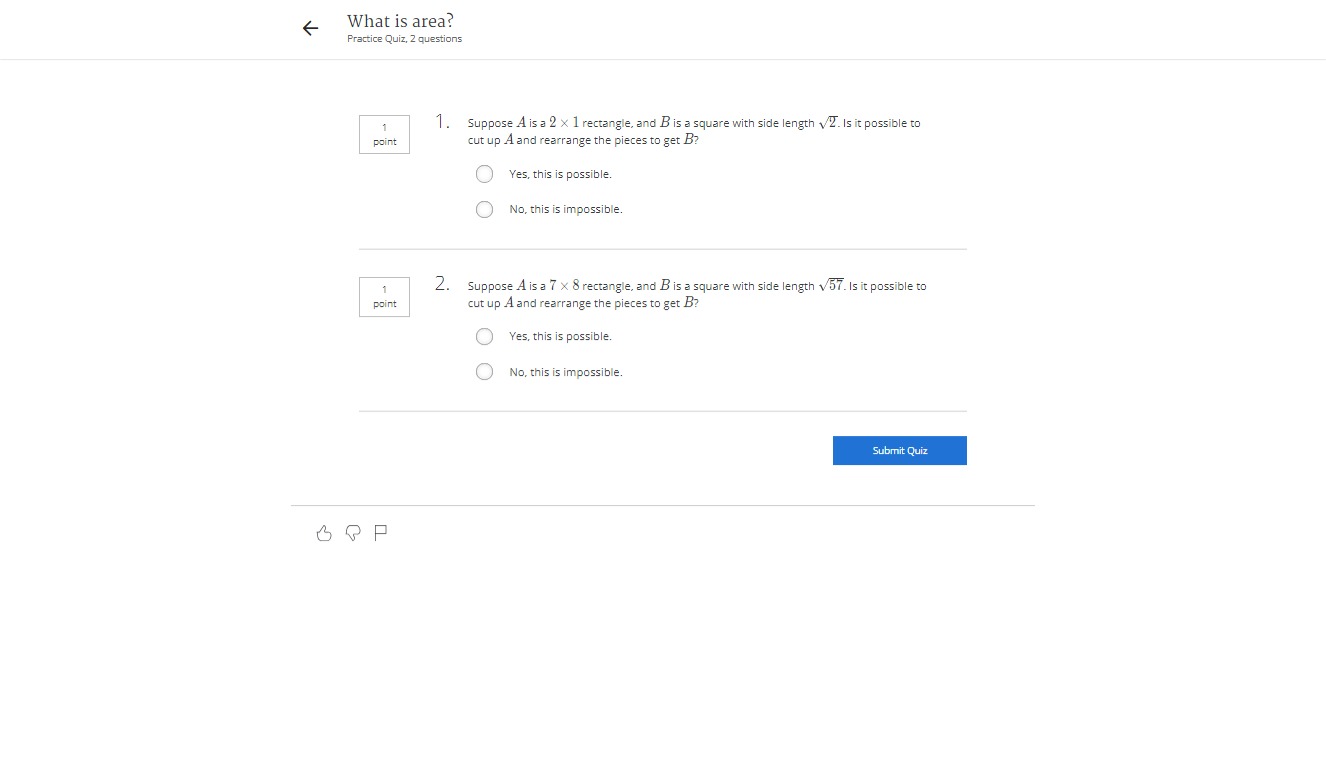 What is area?
Practice Quiz, 2 questions
1
point
1.
Suppose A is a 2 × 1 rectangle, and B is a square with side length √2. Is it possible to
cut up A and rearrange the pieces to get B?
Yes, this is possible.
No, this is impossible.
1
point
2.
Suppose A is a 7 × 8 rectangle, and B is a square with side length √57. Is it possible to
cut up A and rearrange the pieces to get B?
Yes, this is possible.
No, this is impossible.
Submit Quiz